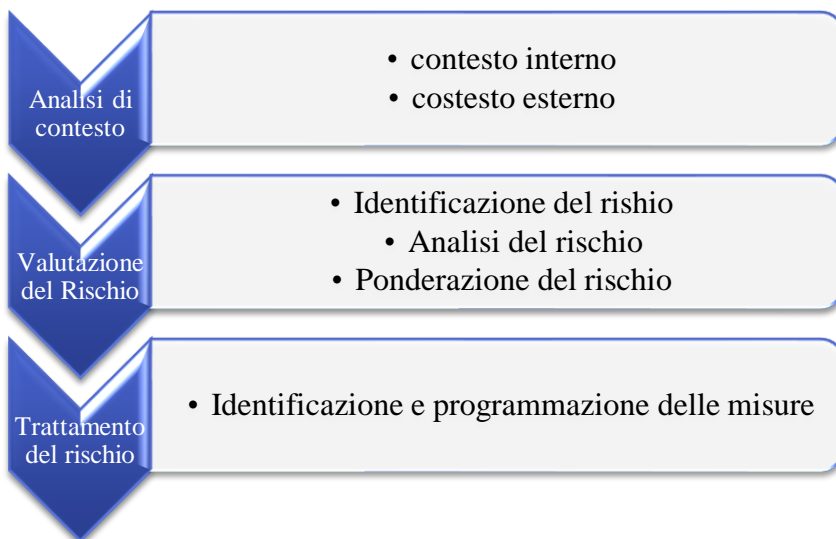 Analisi di
contesto
• contesto interno
• costesto esterno
Valutazione
del Rischio
• Identificazione del rishio
• Analisi del rischio
• Ponderazione del rischio
Trattamento
del rischio
• Identificazione e programmazione delle misure